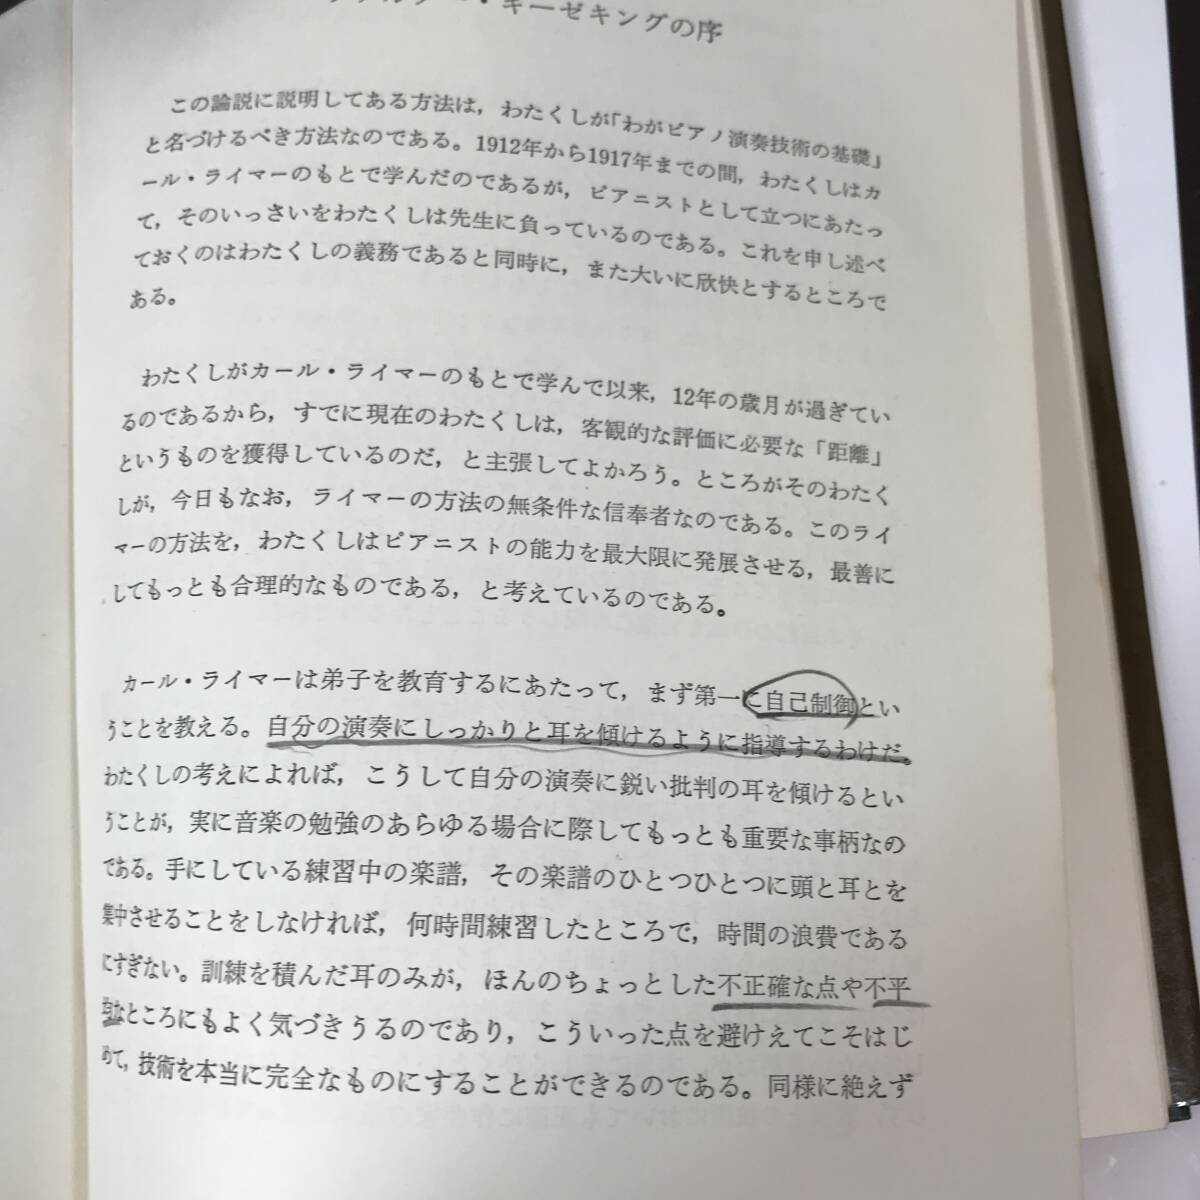 ー・ギーゼキングの序
この論説に説明してある方法は，わたくしが「わがピアノ演奏技術の基礎」
と名づけるべき方法なのである。1912年から1917年までの間，わたくしはカ
ール・ライマーのもとで学んだのであるが，ピアニストとして立つにあたっ
て，そのいっさいをわたくしは先生に負っているのである。これを申し述べ
ておくのはわたくしの義務であると同時に，また大いに欣快とするところで
ある。
わたくしがカール・ライマーのもとで学んで以来，12年の歳月が過ぎてい
るのであるから，すでに現在のわたくしは，客観的な評価に必要な「距離」
というものを獲得しているのだ，と主張してよかろう。ところがそのわたく
しが，今日もなお，ライマーの方法の無条件な信奉者なのである。このライ
マーの方法を，わたくしはピアニストの能力を最大限に発展させる，最善に
してもっとも合理的なものである，と考えているのである。
カール・ライマーは弟子を教育するにあたって，まず第一に自己制御とい
うことを教える。自分の演奏にしっかりと耳を傾けるように指導するわけだ。
わたくしの考えによれば，こうして自分の演奏に鋭い批判の耳を傾けるとい
うことが，実に音楽の勉強のあらゆる場合に際してもっとも重要な事柄なの
である。手にしている練習中の楽譜，その楽譜のひとつひとつに頭と耳とを
集中させることをしなければ，何時間練習したところで，時間の浪費である
にすぎない。訓練を積んだ耳のみが，ほんのちょっとした不正確な点や不平
均なところにもよく気づきうるのであり，こういった点を避けえてこそはじ
めて，技術を本当に完全なものにすることができるのである。同様に絶えず